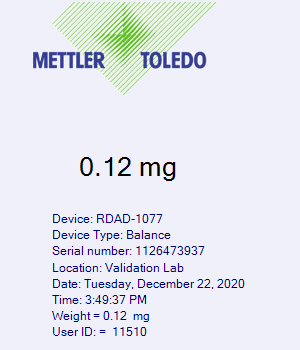 METTLER TOLEDO
0.12 mg
Device: RDAD-1077
Device Type: Balance
Serial number: 1126473937
Location: Validation Lab
Date: Tuesday, December 22, 2020
Time: 3:49:37 PM
Weight = 0.12 mg
User ID: = 11510